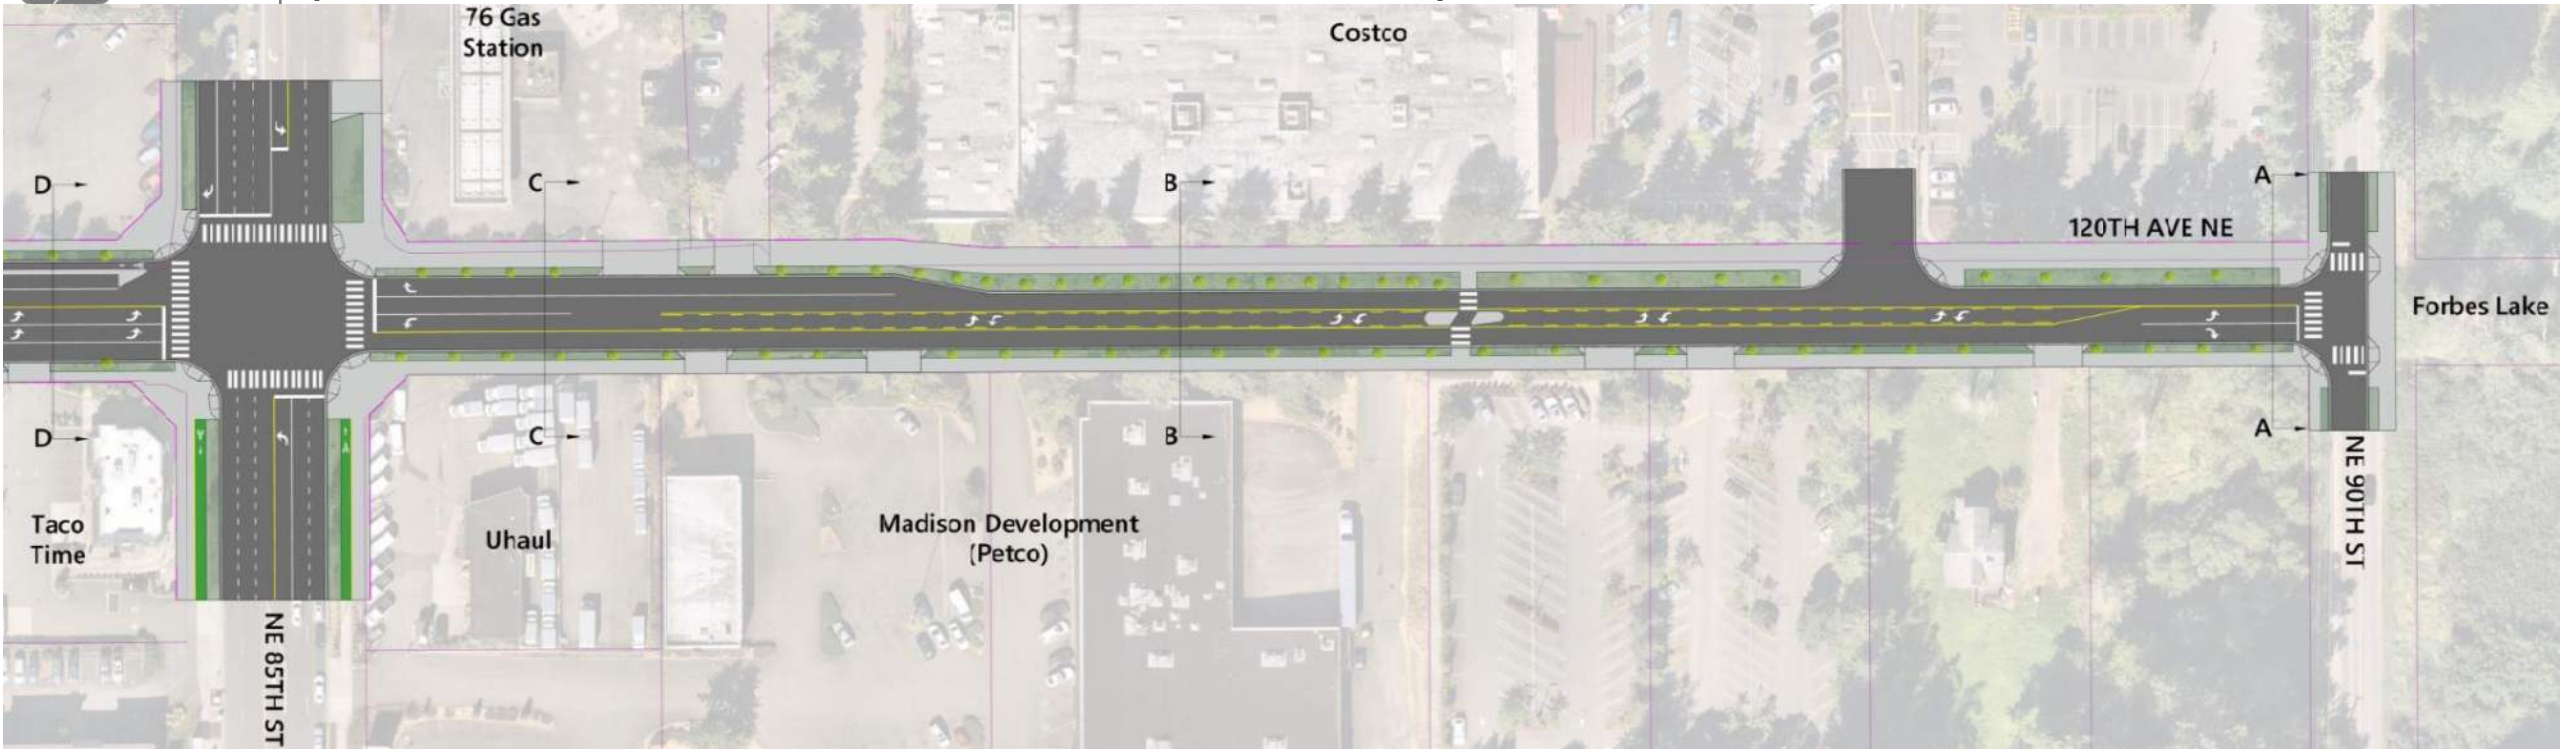 76 Gas
Station
Costco
D
C
B
A
120TH AVE NE
Forbes Lake
D
C
B
A
Taco
Time
Uhaul
Madison Development
(Petco)
NE 85TH ST
NE 90TH ST